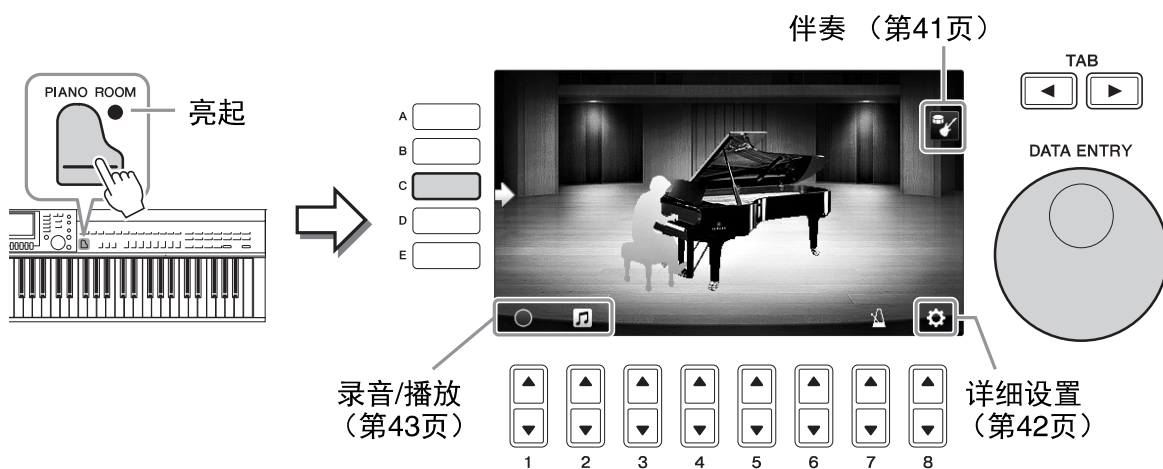 伴奏 （第41页）
TAB
PIANO ROOM
亮起
A
B
C
D
E
DATA ENTRY
录音/播放
（第43页）
详细设置
（第42页）
1 2 3 4 5 6 7 8